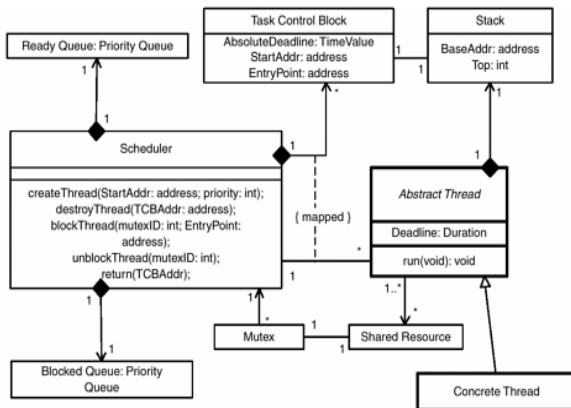 Ready Queue: Priority Queue
1
1
Task Control Block
AbsoluteDeadline: TimeValue
StartAddr: address
EntryPoint: address
1
1
Stack
BaseAddr: address
Top: int
*
1
1
1
Scheduler
createThread(StartAddr: address; priority: int);
destroyThread(TCBAddr: address);
blockThread(mutexID: int; EntryPoint:
address);
unblockThread(mutexID: int);
return(TCBAddr);
{ mapped }
1
*
Abstract Thread
Deadline: Duration
run(void): void
1
1
1
*
1..*
*
Mutex
1
1
Shared Resource
Blocked Queue: Priority
Queue
Concrete Thread